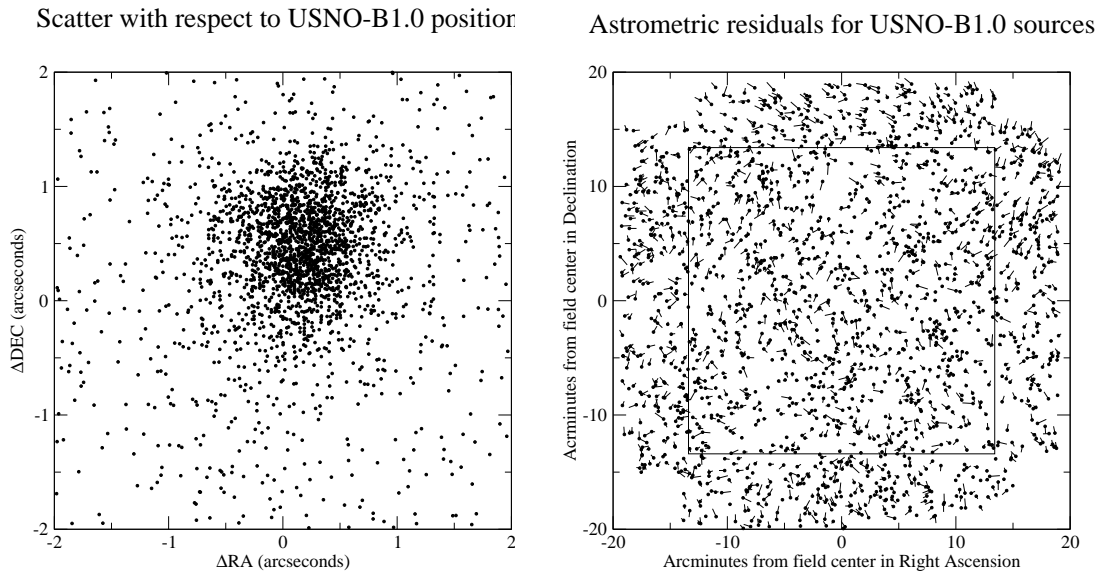 Scatter with respect to USNO-B1.0 position
Astrometric residuals for USNO-B1.0 sources
2
1
0
-1
-2
ΔDEC (arcseconds)
-2 -1 0 1 2
ΔRA (arcseconds)
20
10
0
-10
-20
Acrminutes from field center in Declination
-20 -10 0 10 20
Arcminutes from field center in Right Ascension